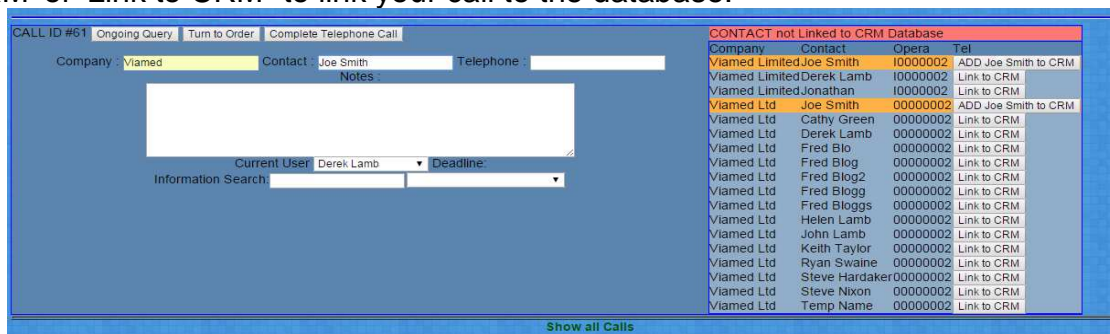 AM or Link to CRM to link your call to the database.
CALL ID #61 Ongoing Query Turn to Order Complete Telephone Call
Company : Viamed Contact : Joe Smith Telephone :
Notes :
Current User Derek Lamb Deadline:
Information Search:
CONTACT not Linked to CRM Database
Company Contact Opera Tel
Viamed Limited Joe Smith I0000002 ADD Joe Smith to CRM
Viamed Limited Derek Lamb I0000002 Link to CRM
Viamed Limited Jonathan I0000002 Link to CRM
Viamed Ltd Joe Smith 00000002 ADD Joe Smith to CRM
Viamed Ltd Cathy Green 00000002 Link to CRM
Viamed Ltd Derek Lamb 00000002 Link to CRM
Viamed Ltd Fred Blo 00000002 Link to CRM
Viamed Ltd Fred Blog 00000002 Link to CRM
Viamed Ltd Fred Blog2 00000002 Link to CRM
Viamed Ltd Fred Blogg 00000002 Link to CRM
Viamed Ltd Fred Bloggs 00000002 Link to CRM
Viamed Ltd Helen Lamb 00000002 Link to CRM
Viamed Ltd John Lamb 00000002 Link to CRM
Viamed Ltd Keith Taylor 00000002 Link to CRM
Viamed Ltd Ryan Swaine 00000002 Link to CRM
Viamed Ltd Steve Hardaker 00000002 Link to CRM
Viamed Ltd Steve Nixon 00000002 Link to CRM
Viamed Ltd Temp Name 00000002 Link to CRM
Show all Calls